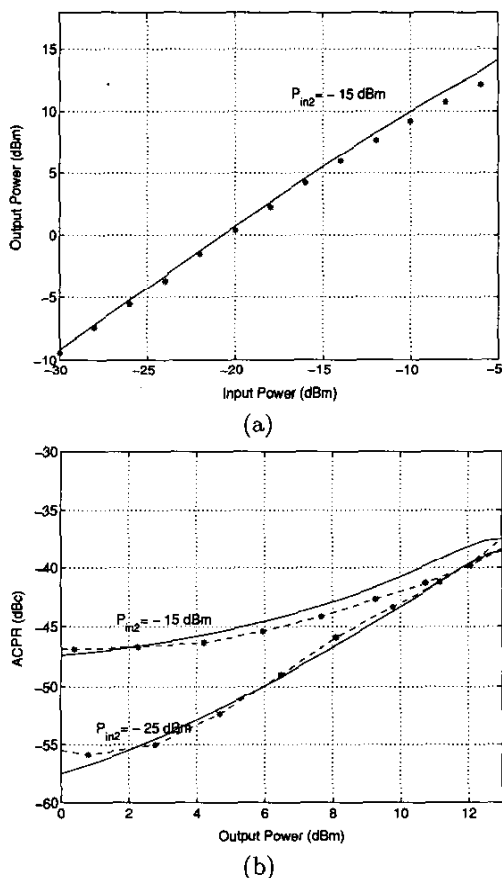 15
10
5
0
−5
−10
Output Power (dBm)
P_in2=− 15 dBm
−30 −25 −20 −15 −10 −5
Input Power (dBm)
(a)
−30
−35
−40
−45
−50
−55
−60
ACPR (dBc)
P_in2=− 15 dBm
P_in2=− 25 dBm
0 2 4 6 8 10 12
Output Power (dBm)
(b)